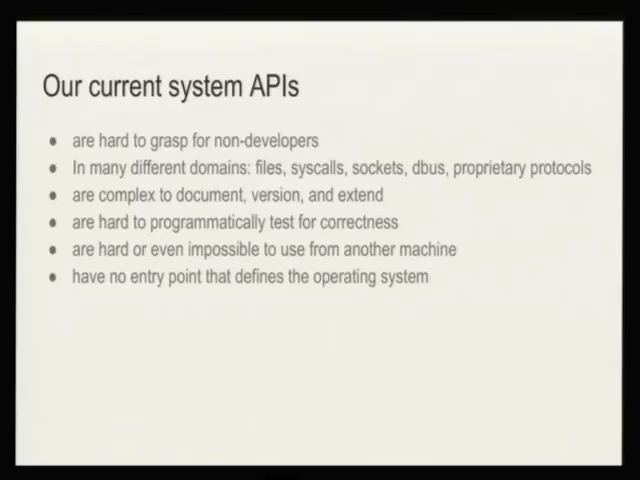 Our current system APIs
are hard to grasp for non-developers
In many different domains: files, syscalls, sockets, dbus, proprietary protocols
are complex to document, version, and extend
are hard to programmatically test for correctness
are hard or even impossible to use from another machine
have no entry point that defines the operating system